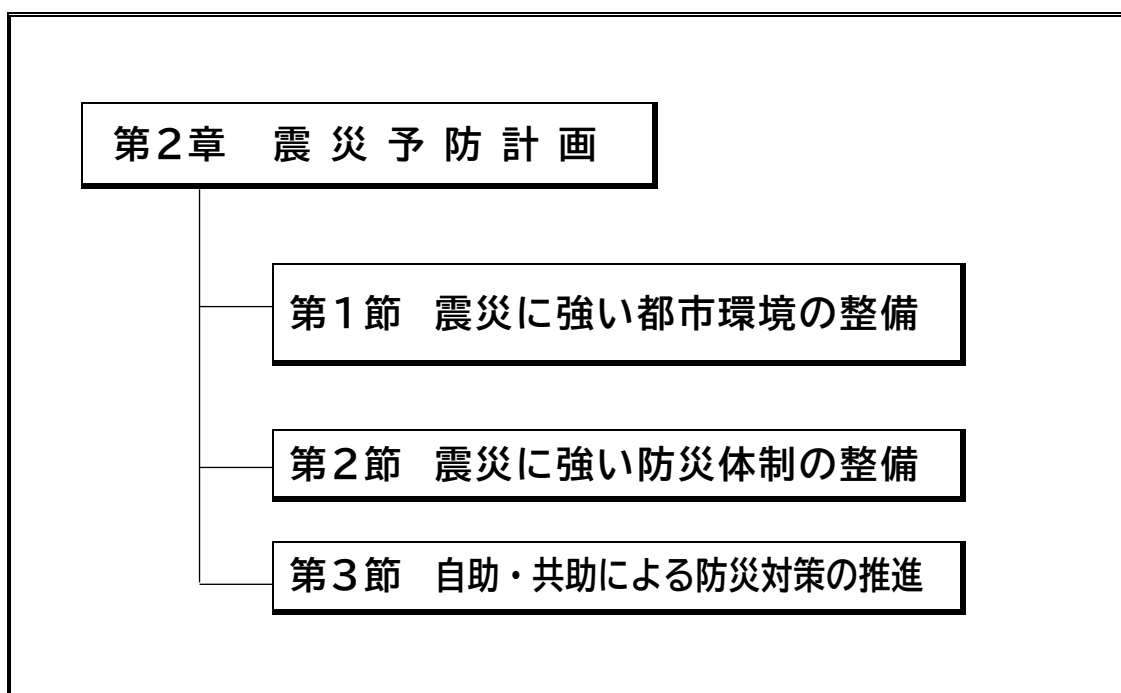 第2章 震災予防計画
第1節 震災に強い都市環境の整備
第2節 震災に強い防災体制の整備
第3節 自助・共助による防災対策の推進